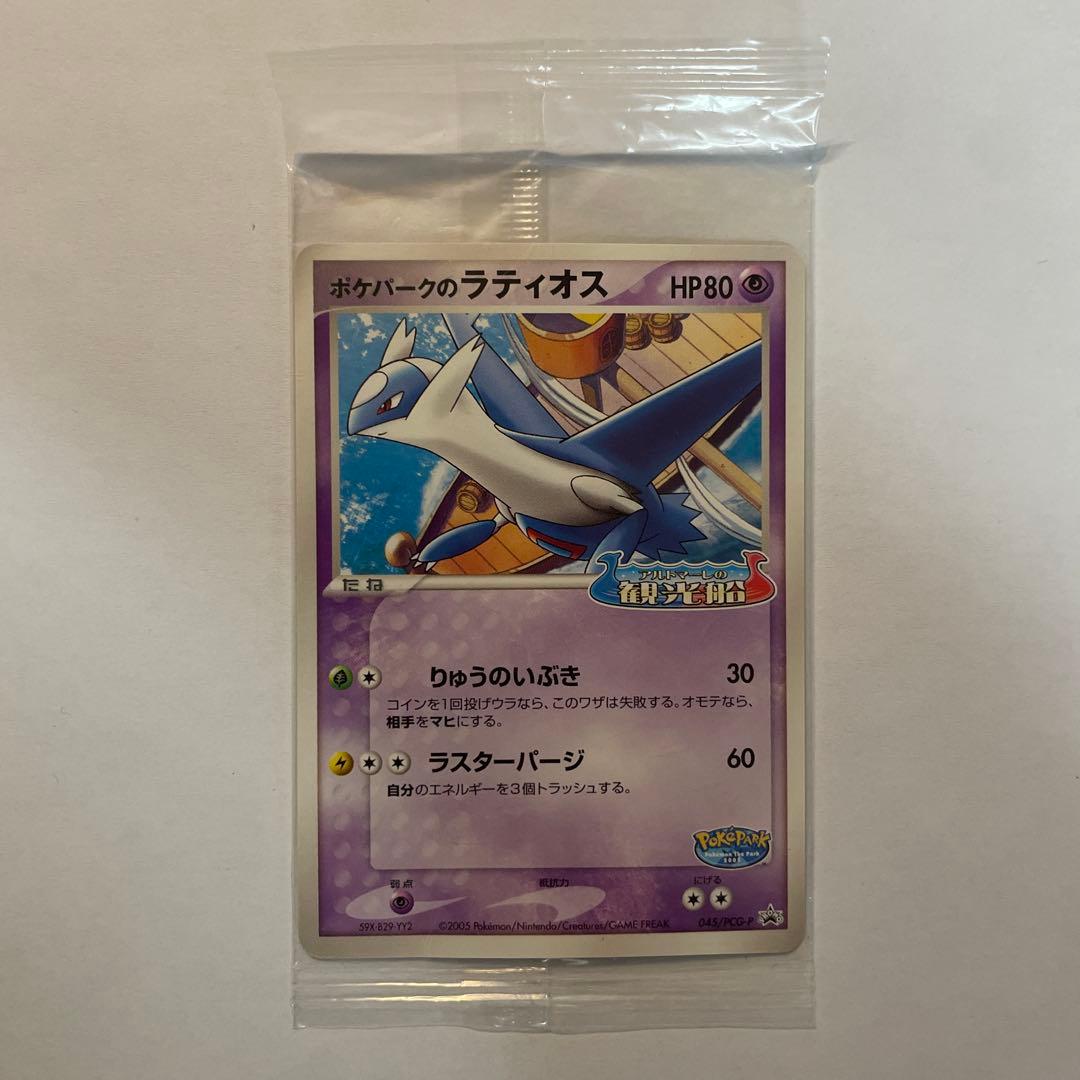 ポケパークのラティオス HP80
たね
アルトマーレの
観光船
りゅうのいぶき 30
コインを1回投げウラなら、このワザは失敗する。オモテなら、
相手をマヒにする。
ラスターパージ 60
自分のエネルギーを3個トラッシュする。
POKéPARK
Pokémon The Park
2005
弱点 抵抗力 にげる
59X-B29-YY2 ©2005 Pokémon/Nintendo/Creatures/GAME FREAK 045/PCG-P